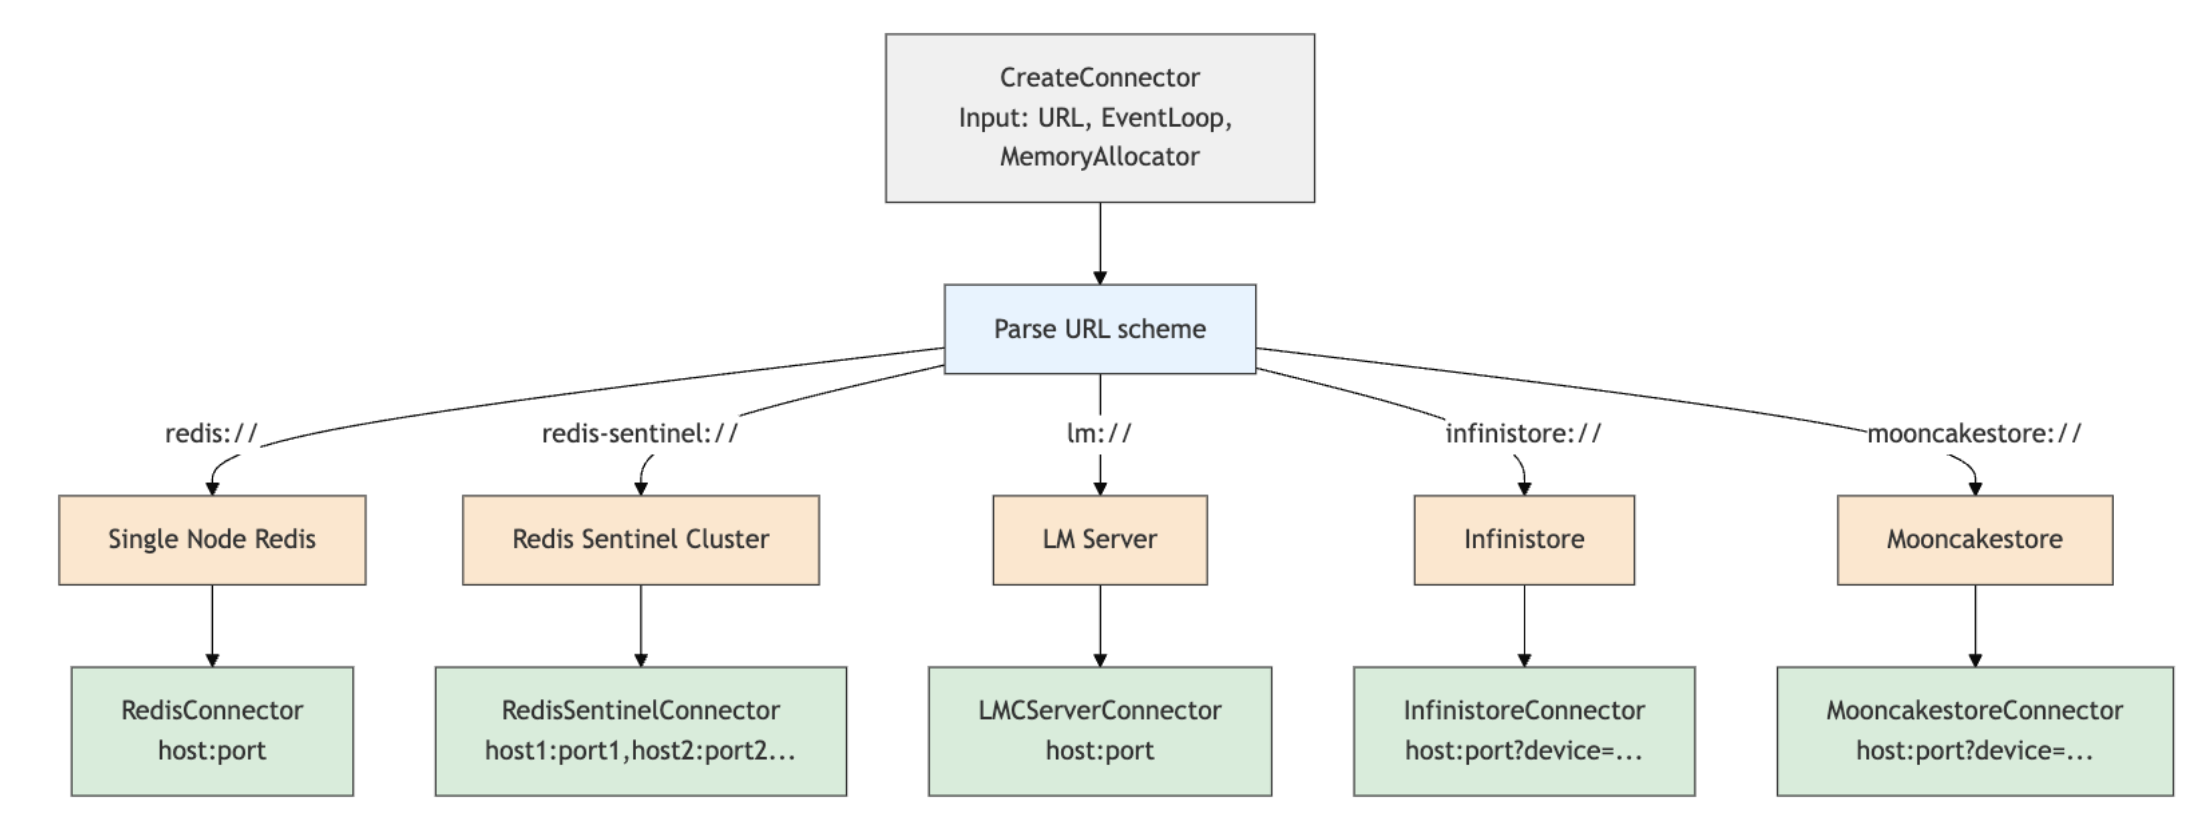 CreateConnector
Input: URL, EventLoop,
MemoryAllocator
Parse URL scheme
redis://
redis-sentinel://
lm://
infinistore://
mooncakestore://
Single Node Redis
Redis Sentinel Cluster
LM Server
Infinistore
Mooncakestore
RedisConnector
host:port
RedisSentinelConnector
host1:port1,host2:port2...
LMCServerConnector
host:port
InfinistoreConnector
host:port?device=...
MooncakestoreConnector
host:port?device=...